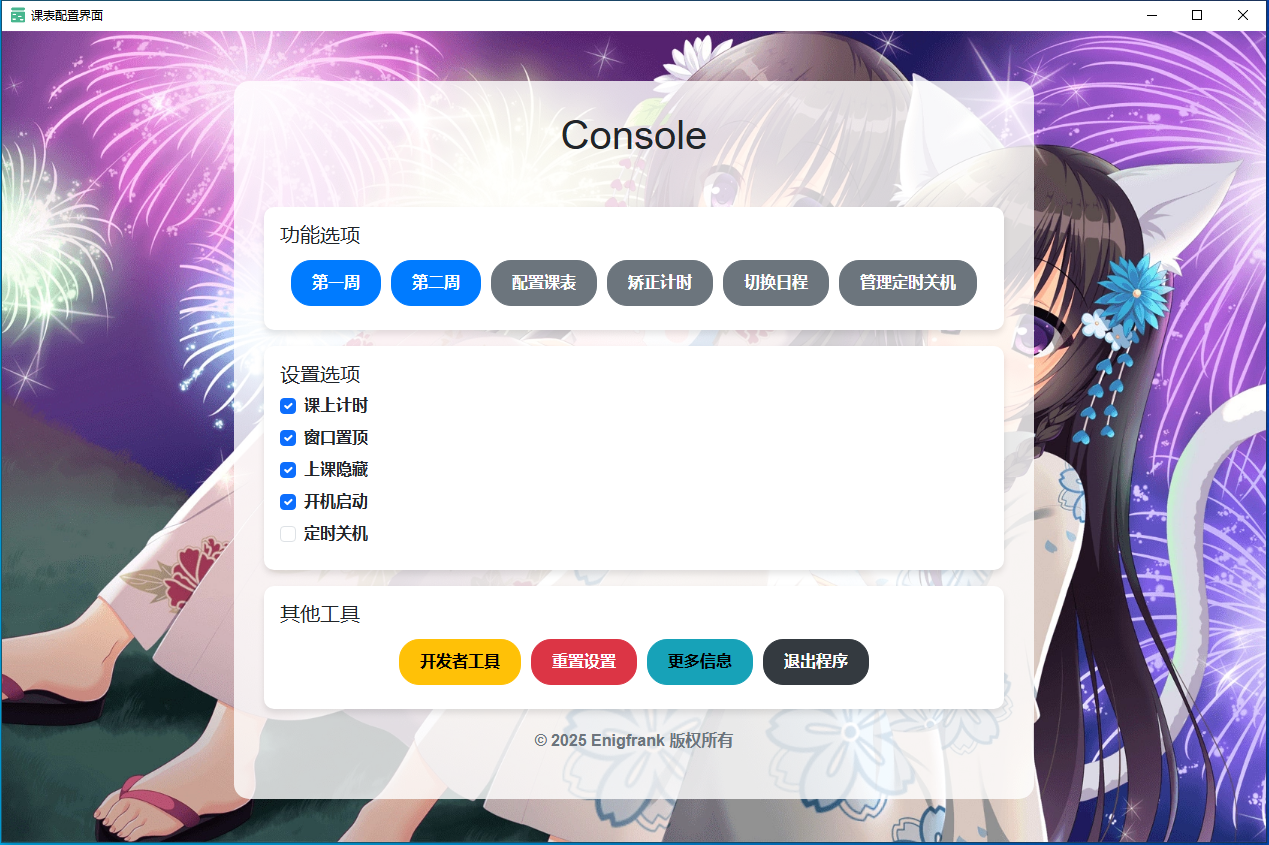 课表配置界面
Console
功能选项
第一周 第二周 配置课表 矫正计时 切换日程 管理定时关机
设置选项
课上计时
窗口置顶
上课隐藏
开机启动
定时关机
其他工具
开发者工具 重置设置 更多信息 退出程序
© 2025 Enigfrank 版权所有